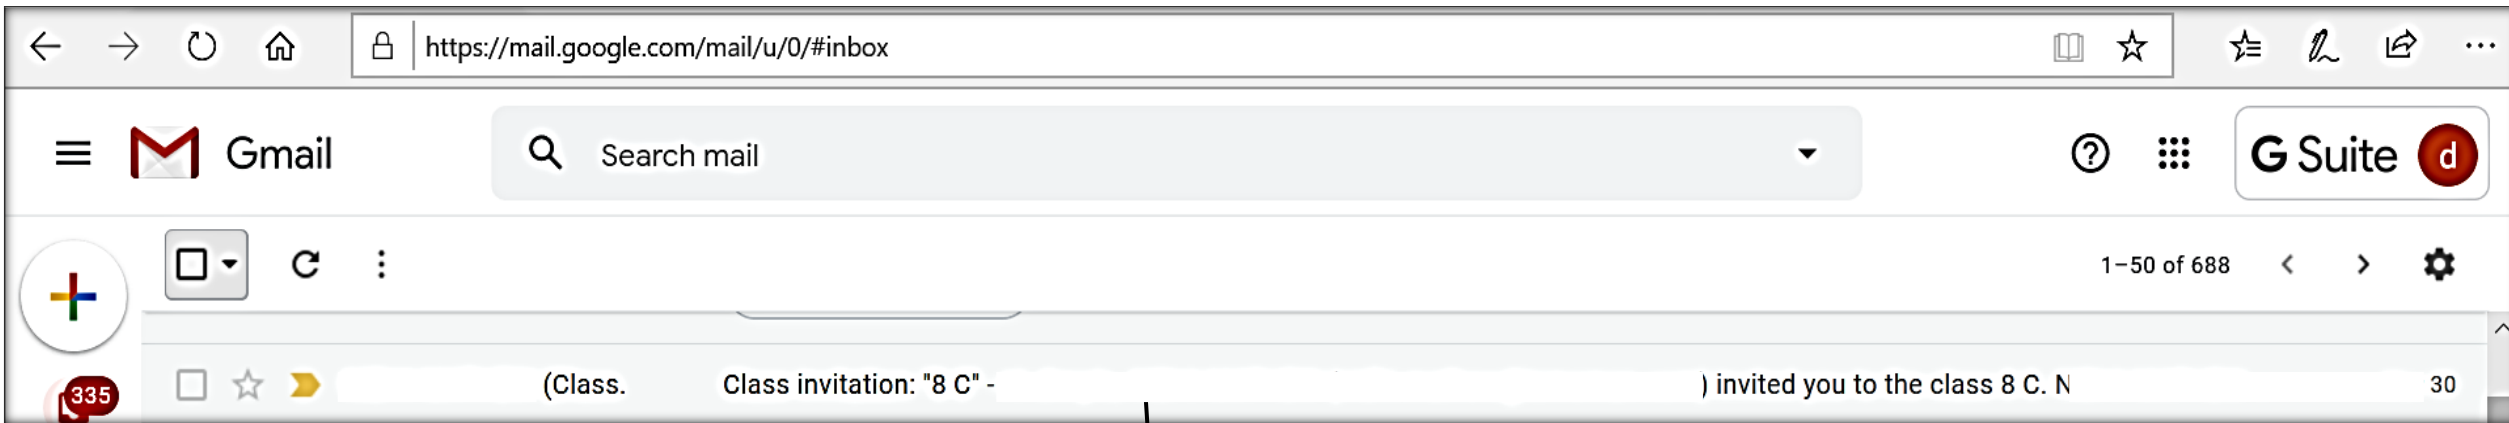 https://mail.google.com/mail/u/0/#inbox
Gmail Search mail G Suite d
1–50 of 688
335 (Class. Class invitation: "8 C" - ) invited you to the class 8 C. N 30